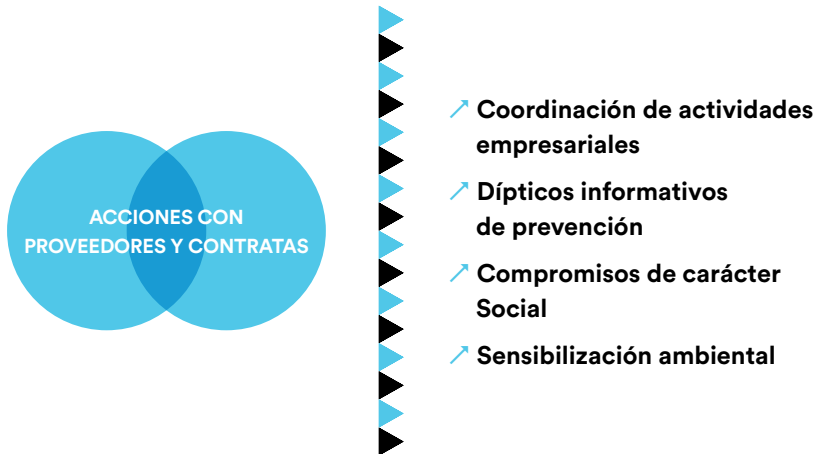 ACCIONES CON
PROVEEDORES Y CONTRATAS
Coordinación de actividades
empresariales
Dípticos informativos
de prevención
Compromisos de carácter
Social
Sensibilización ambiental